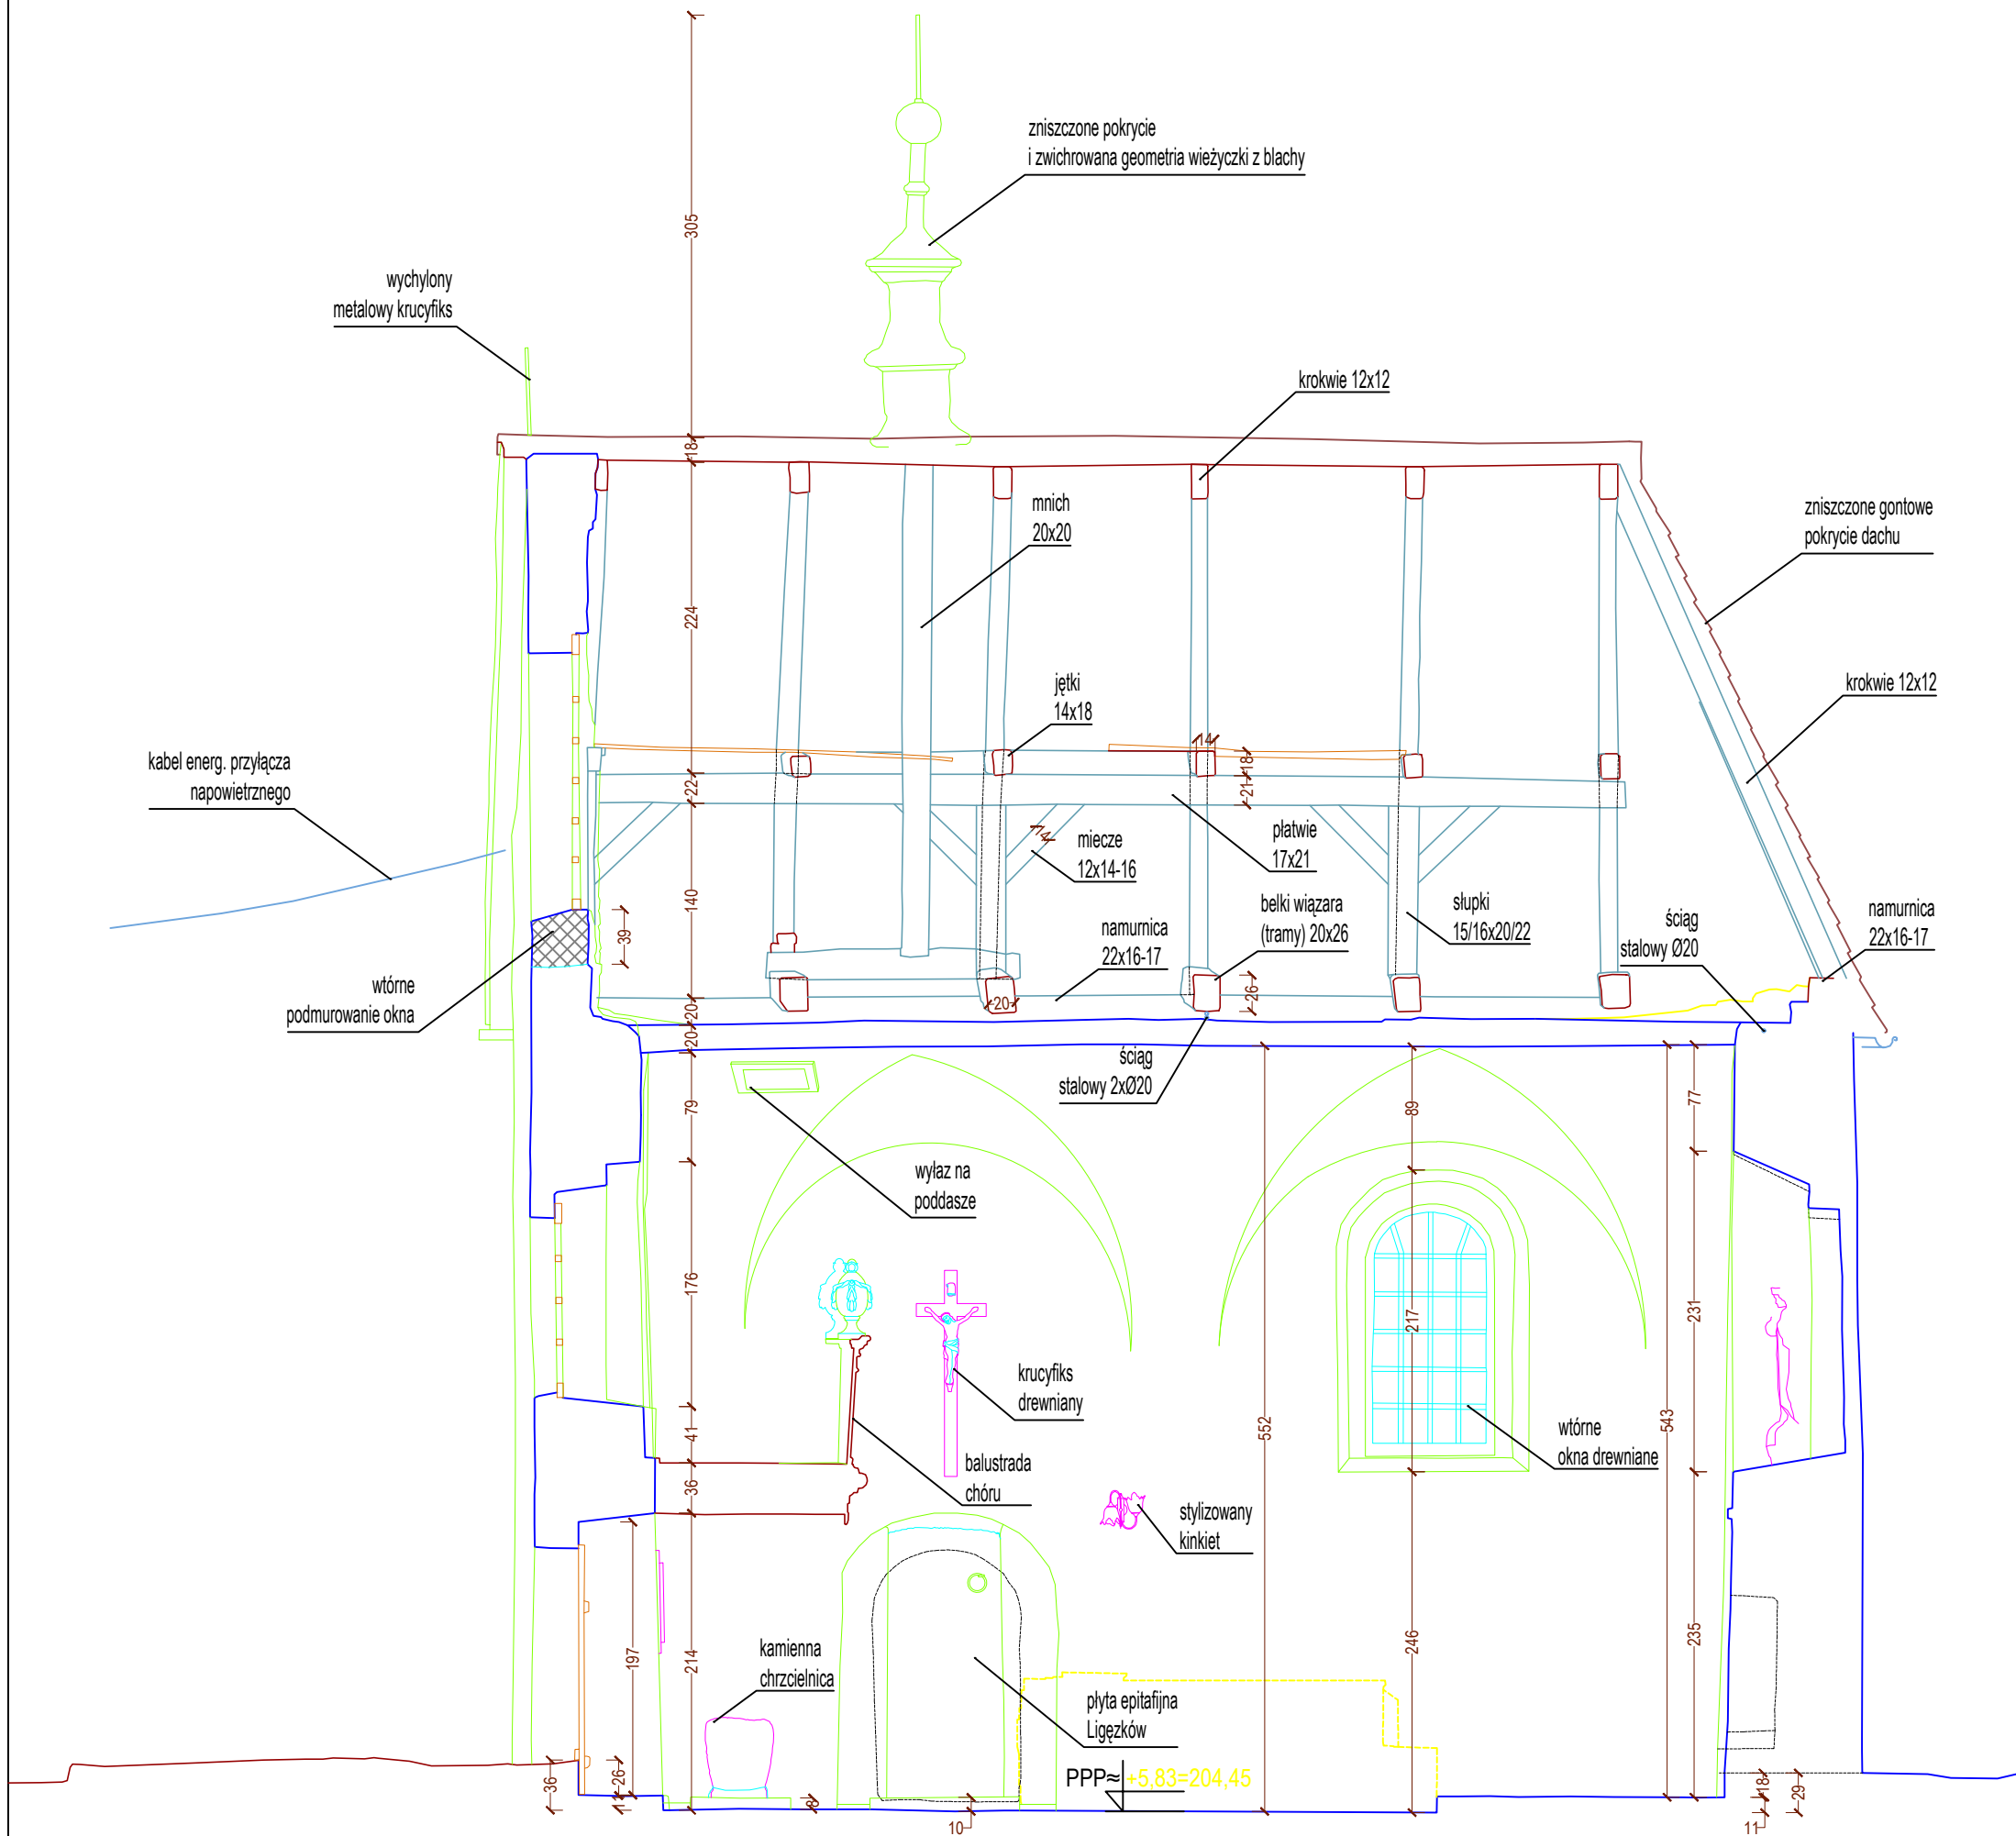 zniszczone pokrycie
i zwichrowana geometria wieżyczki z blachy
305
wychylony
metalowy krucyfiks
krokwie 12x12
18
mnich
20x20
zniszczone gontowe
pokrycie dachu
224
jętki
14x18
krokwie 12x12
14
18
21
kabel energ. przyłącza
napowietrznego
22
14
miecze
12x14-16
płatwie
17x21
140
39
namurnica
22x16-17
belki wiązara
(tramy) 20x26
słupki
15/16x20/22
ściąg
stalowy Ø20
namurnica
22x16-17
wtórne
podmurowanie okna
20
26
20
20
ściąg
stalowy 2xØ20
79
89
77
wyłaz na
poddasze
176
217
231
krucyfiks
drewniany
552
543
wtórne
okna drewniane
41
balustrada
chóru
36
stylizowany
kinkiet
197
214
246
235
kamienna
chrzcielnica
płyta epitafijna
Ligęzków
PPP≈ +5,83=204,45
36
26
8
10
18
29
11